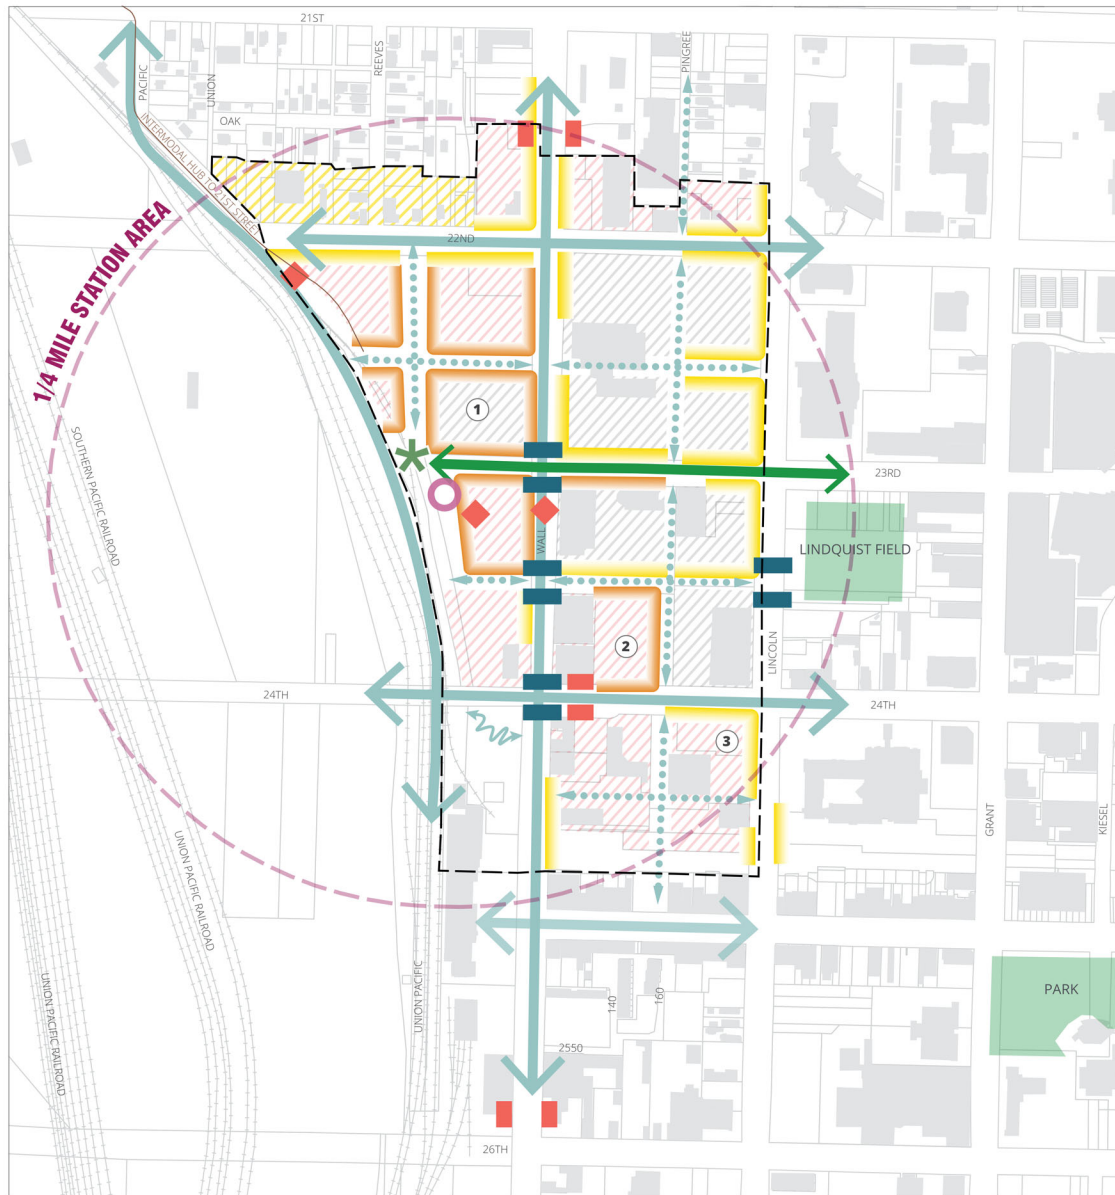 21ST
PACIFIC
UNION
REEVES
PINGREE
OAK
INTERMODAL HUB TO 21ST STREET
1/4 MILE STATION AREA
22ND
1
23RD
SOUTHERN PACIFIC RAILROAD
WALL
LINDQUIST FIELD
2
LINCOLN
24TH
24TH
3
GRANT
KIESEL
UNION PACIFIC RAILROAD
UNION PACIFIC RAILROAD
UNION PACIFIC
140
160
PARK
2550
26TH